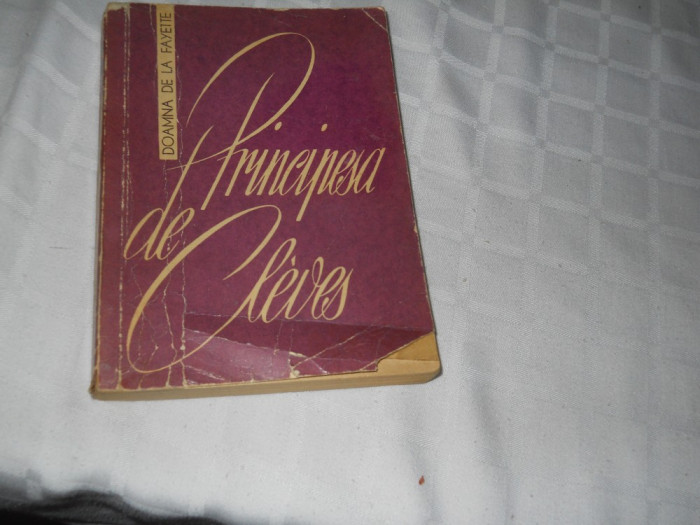 DOAMNA DE LA FAYETTE
Principesa
de
Clèves